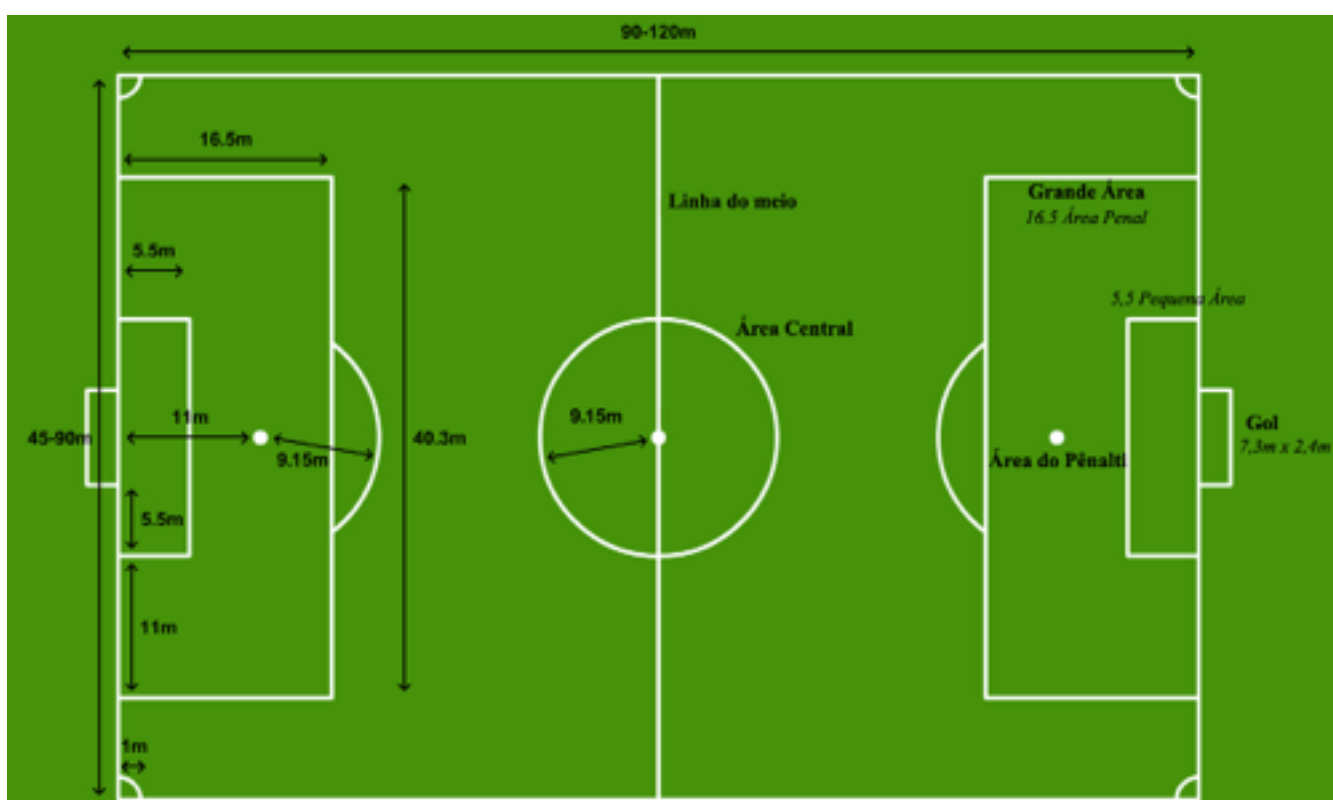 90-120m
16.5m
Linha do meio
Grande Área
16.5 Área Penal
5.5m
5,5 Pequena Área
Área Central
11m
9.15m
45-90m
40.3m
9.15m
Gol
7,3m x 2,4m
Área do Pênalti
5.5m
11m
1m